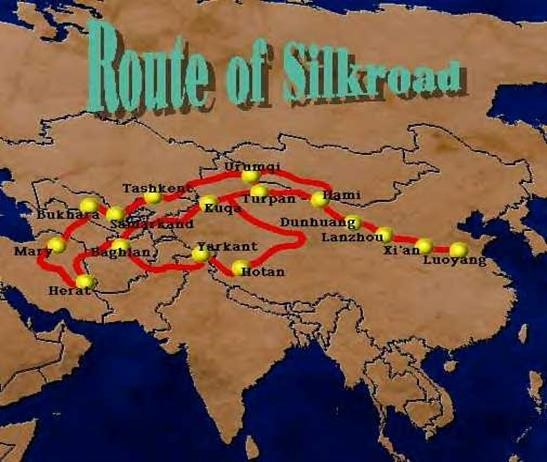 Route of Silkroad
Urumqi
Tashkent
Turpan
Hami
Kuqa
Bukhara
Samarkand
Dunhuang
Lanzhou
Mary
Baghlan
Yarkant
Xi'an
Luoyang
Hotan
Herat